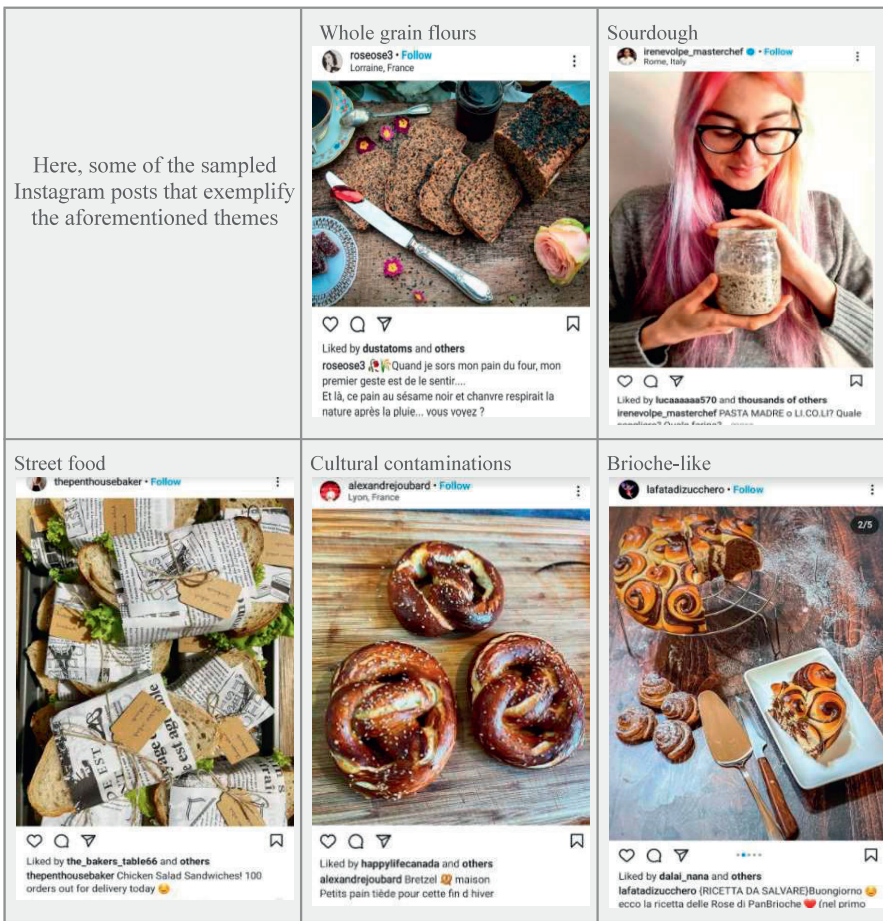 Here, some of the sampled
Instagram posts that exemplify
the aforementioned themes
Whole grain flours
roseose3 • Follow
Lorraine, France
Liked by dustatoms and others
roseose3 🥀🌾Quand je sors mon pain du four, mon
premier geste est de le sentir....
Et là, ce pain au sésame noir et chanvre respirait la
nature après la pluie... vous voyez ?
Sourdough
irenevolpe_masterchef • Follow
Rome, Italy
Liked by lucaaaaaa570 and thousands of others
irenevolpe_masterchef PASTA MADRE o LI.CO.LI? Quale
Street food
thepenthousebaker • Follow
Liked by the_bakers_table66 and others
thepenthousebaker Chicken Salad Sandwiches! 100
orders out for delivery today 😊
Cultural contaminations
alexandrejoubard • Follow
Lyon, France
Liked by happylifecanada and others
alexandrejoubard Bretzel 🥨 maison
Petits pain tiède pour cette fin d hiver
Brioche-like
lafatadizucchero • Follow
2/5
Liked by dalai_nana and others
lafatadizucchero {RICETTA DA SALVARE}Buongiorno 😊
ecco la ricetta delle Rose di PanBrioche ❤️ (nel primo